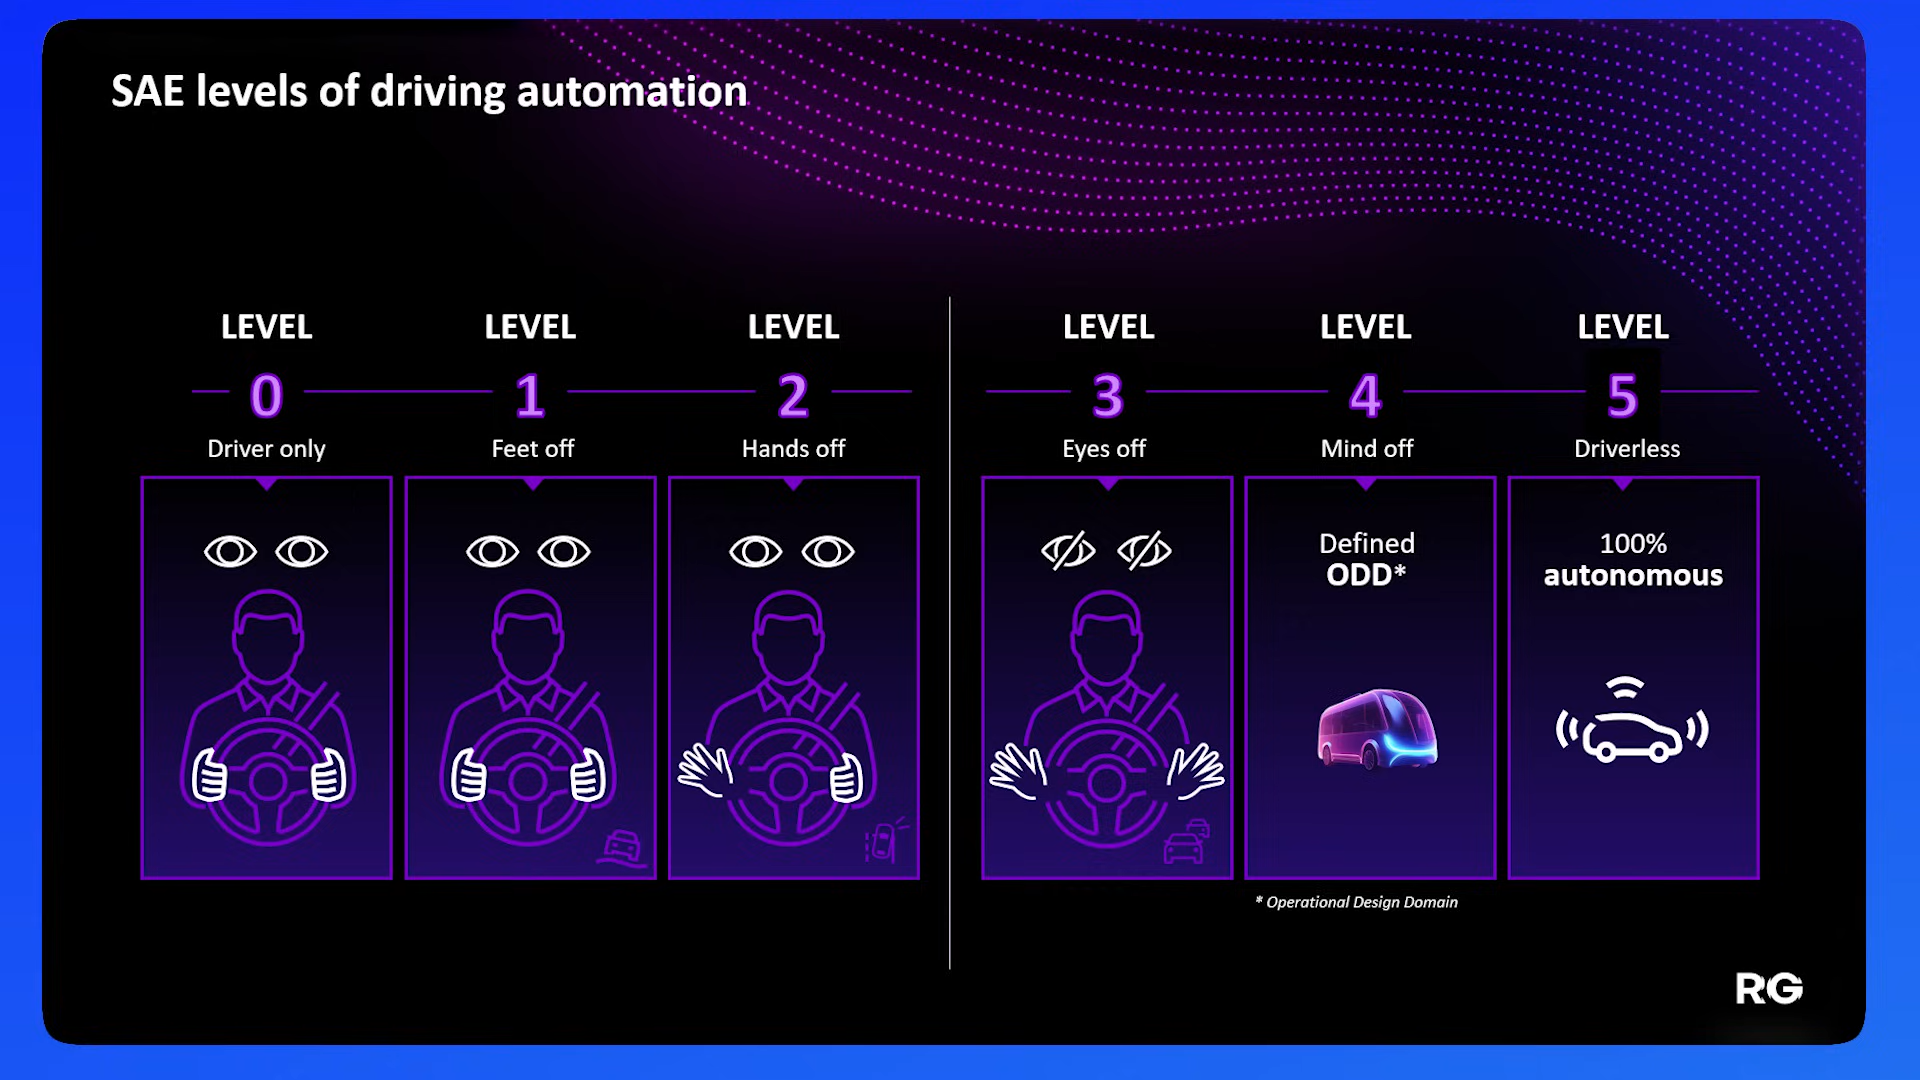 SAE levels of driving automation
LEVEL
0
Driver only
LEVEL
1
Feet off
LEVEL
2
Hands off
LEVEL
3
Eyes off
LEVEL
4
Mind off
Defined
ODD*
LEVEL
5
Driverless
100%
autonomous
* Operational Design Domain
RG